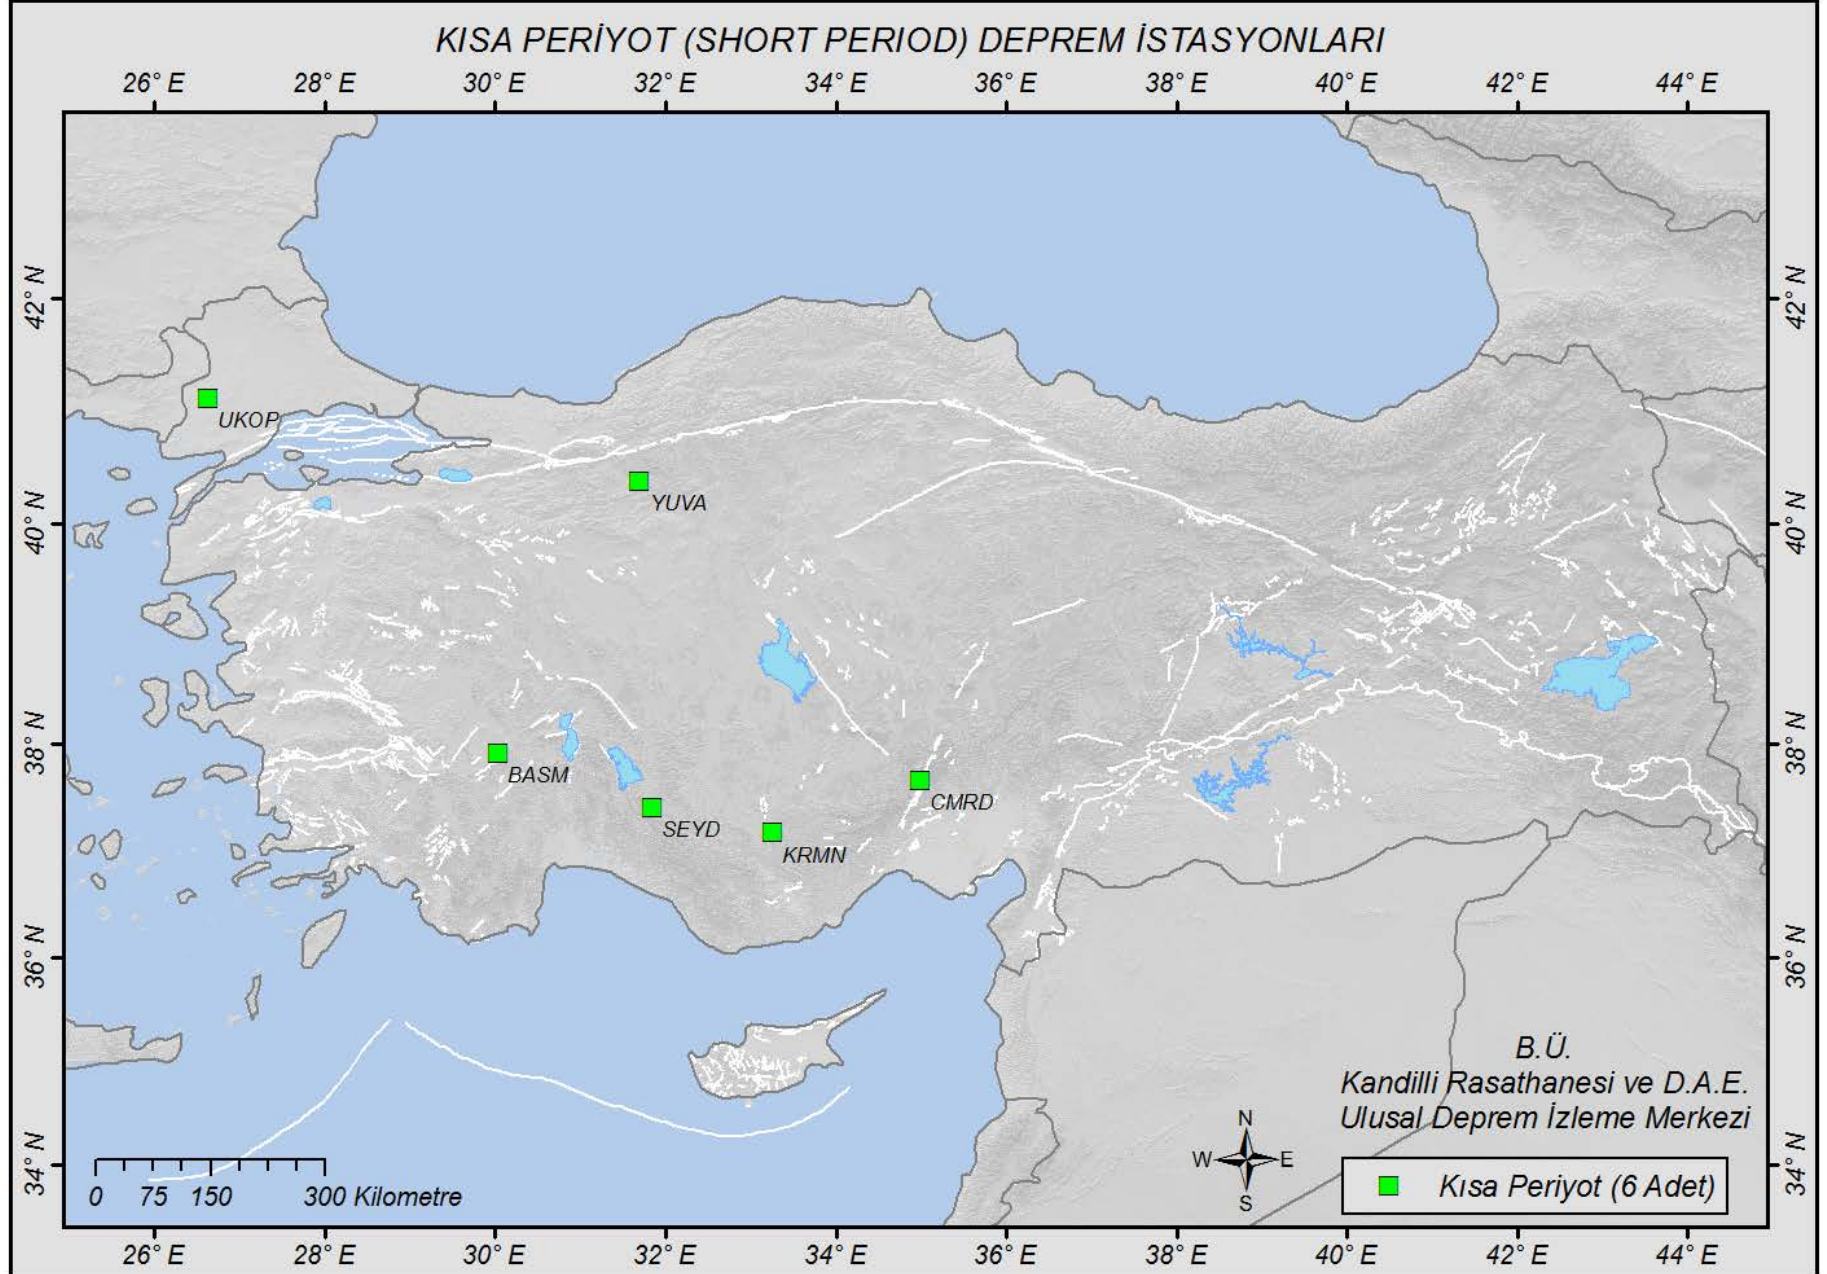 KISA PERİYOT (SHORT PERIOD) DEPREM İSTASYONLARI
26° E 28° E 30° E 32° E 34° E 36° E 38° E 40° E 42° E 44° E
42° N 42° N
UKOP
YUVA
40° N 40° N
38° N 38° N
BASM
CMRD
SEYD
KRMN
36° N 36° N
B.Ü.
Kandilli Rasathanesi ve D.A.E.
Ulusal Deprem İzleme Merkezi
N
W E
S
34° N 34° N
0 75 150 300 Kilometre
Kısa Periyot (6 Adet)
26° E 28° E 30° E 32° E 34° E 36° E 38° E 40° E 42° E 44° E